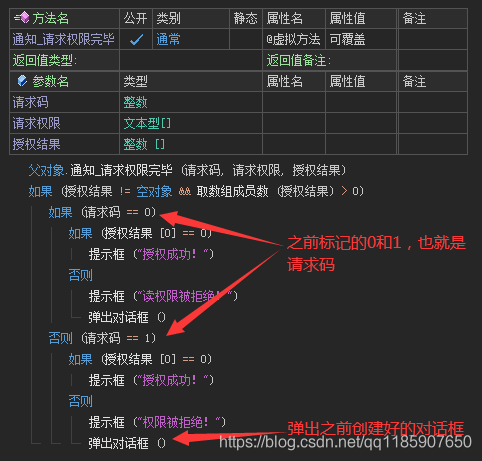 方法名 公开 类别 静态 属性名 属性值 备注
通知_请求权限完毕 通常 @虚拟方法 可覆盖
返回值类型: 返回值备注:
参数名 类型 属性名 属性值 备注
请求码 整数
请求权限 文本型[]
授权结果 整数 []
父对象.通知_请求权限完毕 (请求码, 请求权限, 授权结果)
如果 (授权结果 != 空对象 && 取数组成员数 (授权结果) > 0)
如果 (请求码 == 0)
如果 (授权结果 [0] == 0)
提示框 ("授权成功!")
否则
提示框 ("读权限被拒绝!")
弹出对话框 ()
否则 (请求码 == 1)
如果 (授权结果 [0] == 0)
提示框 ("授权成功!")
否则
提示框 ("权限被拒绝!")
弹出对话框 ()
之前标记的0和1，也就是
请求码
弹出之前创建好的对话框
https://blog.csdn.net/qq1185907650